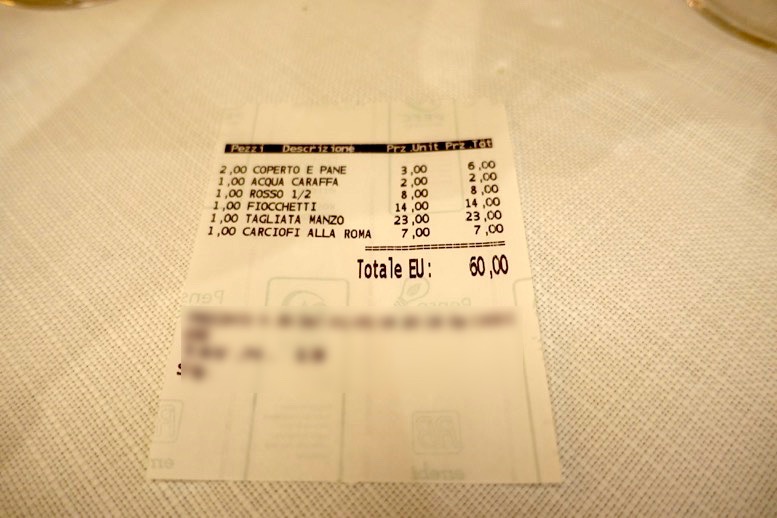 Pezzi Descrizione Prz.Unit Prz.Tot
2,00 COPERTO E PANE 3,00 6,00
1,00 ACQUA CARAFFA 2,00 2,00
1,00 ROSSO 1/2 8,00 8,00
1,00 FIOCCHETTI 14,00 14,00
1,00 TAGLIATA MANZO 23,00 23,00
1,00 CARCIOFI ALLA ROMA 7,00 7,00
Totale EU: 60,00